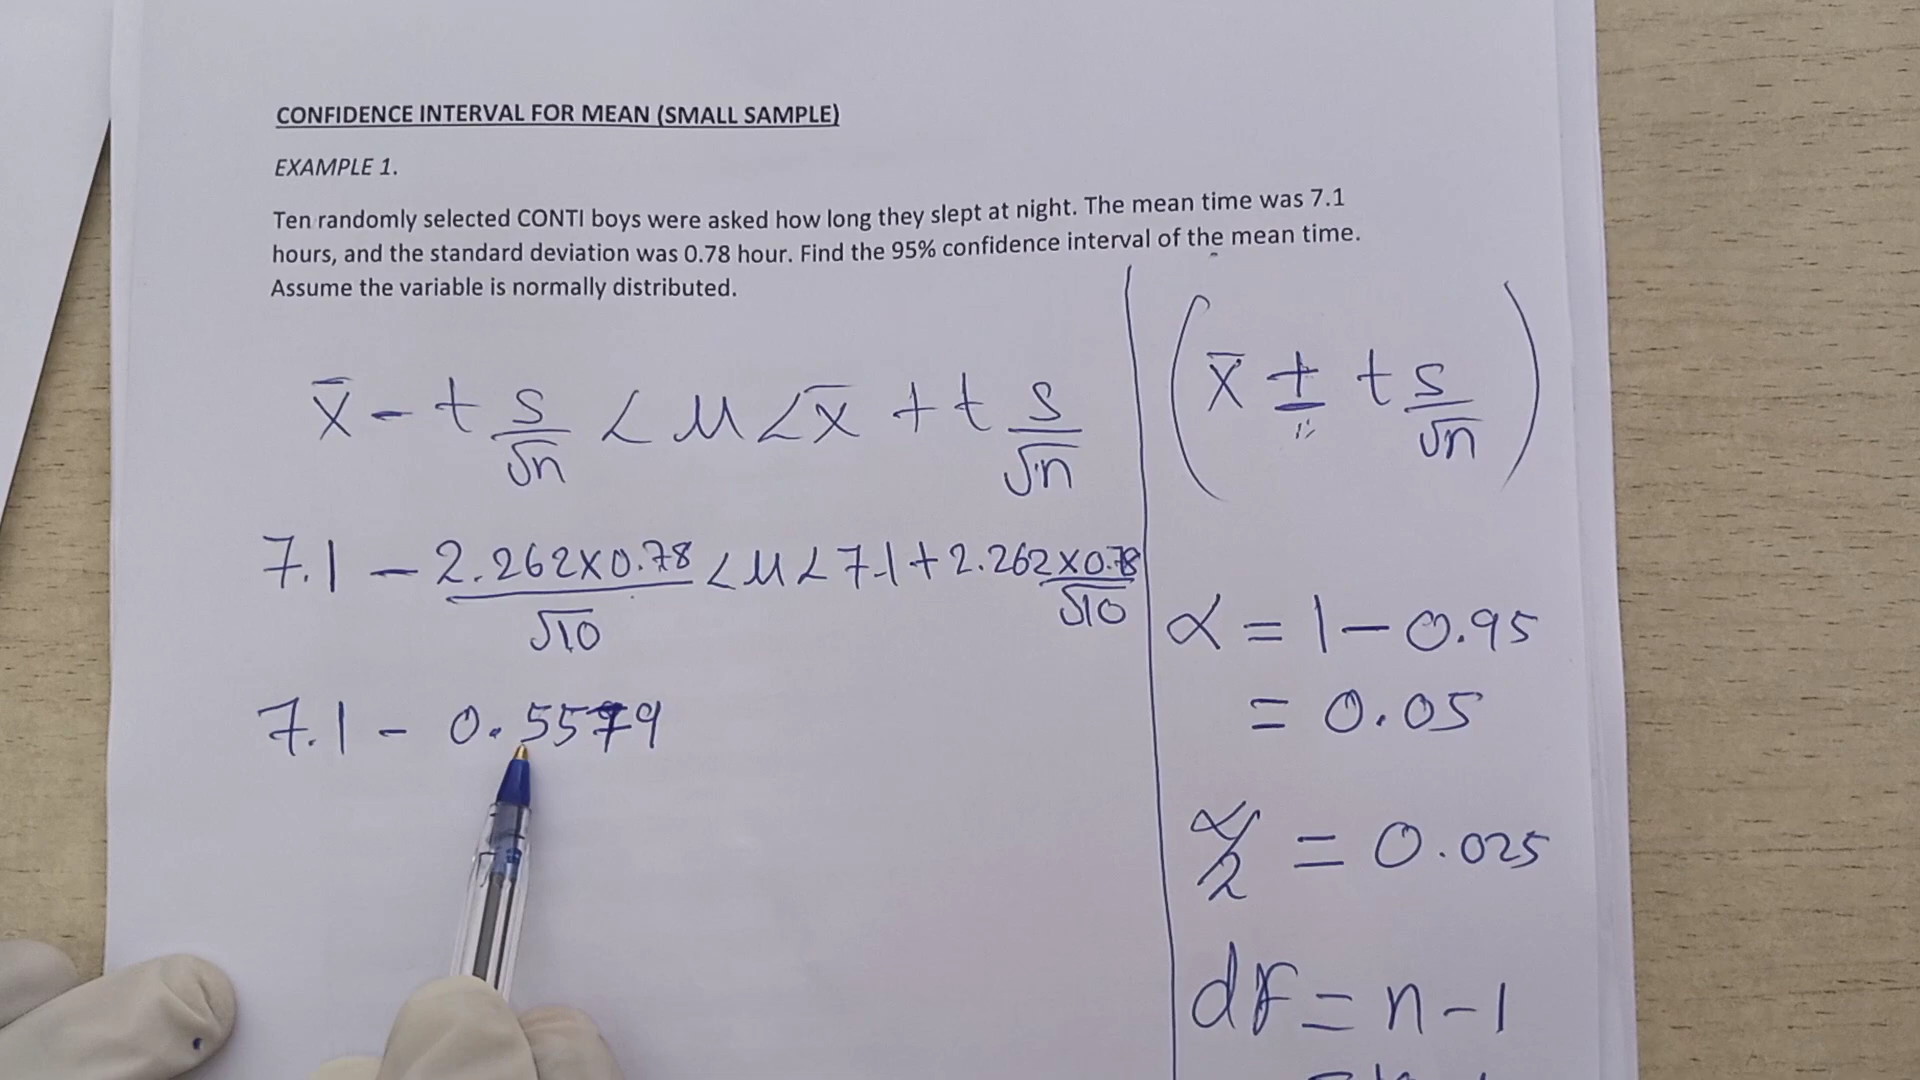 CONFIDENCE INTERVAL FOR MEAN (SMALL SAMPLE)
EXAMPLE 1.
Ten randomly selected CONTI boys were asked how long they slept at night. The mean time was 7.1
hours, and the standard deviation was 0.78 hour. Find the 95% confidence interval of the mean time.
Assume the variable is normally distributed.
x̄ - t s/√n < μ < x̄ + t s/√n
7.1 - 2.262×0.78/√10 < μ < 7.1 + 2.262×0.78/√10
7.1 - 0.5579
(x̄ ± t s/√n)
α = 1 - 0.95
= 0.05
α/2 = 0.025
df = n - 1